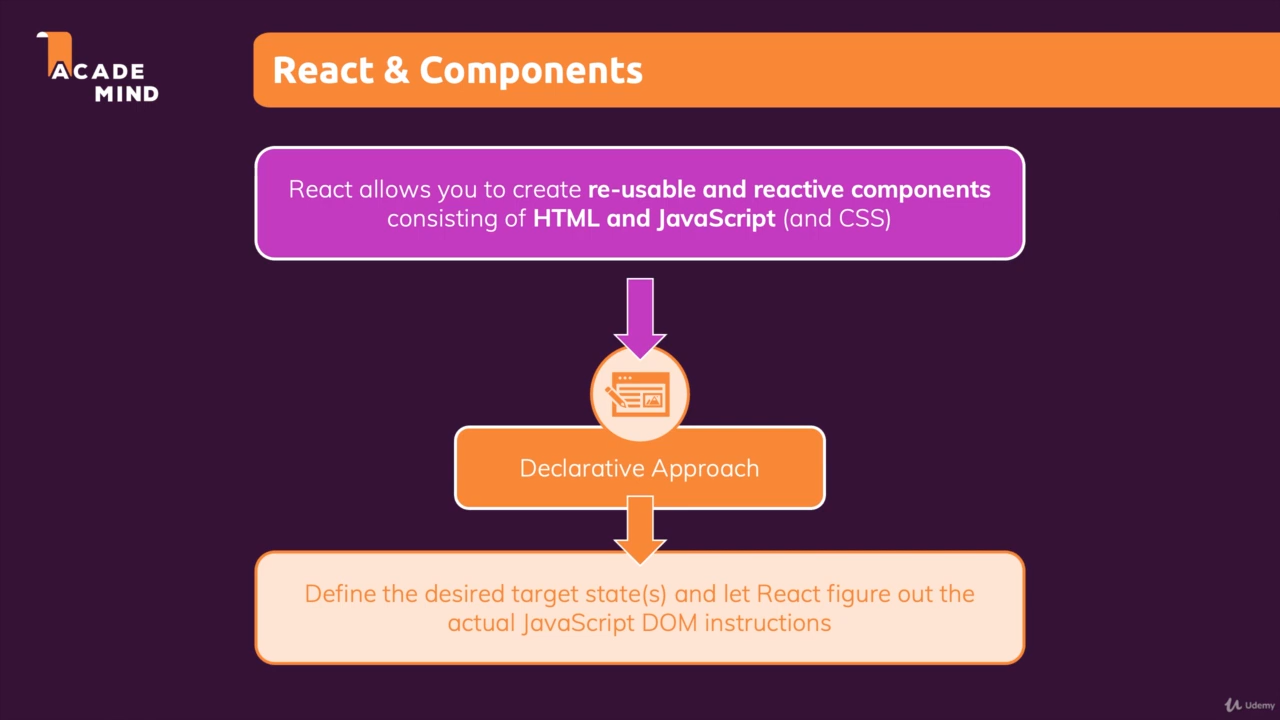 ACADE
MIND
React & Components
React allows you to create re-usable and reactive components
consisting of HTML and JavaScript (and CSS)
Declarative Approach
Define the desired target state(s) and let React figure out the
actual JavaScript DOM instructions
Udemy